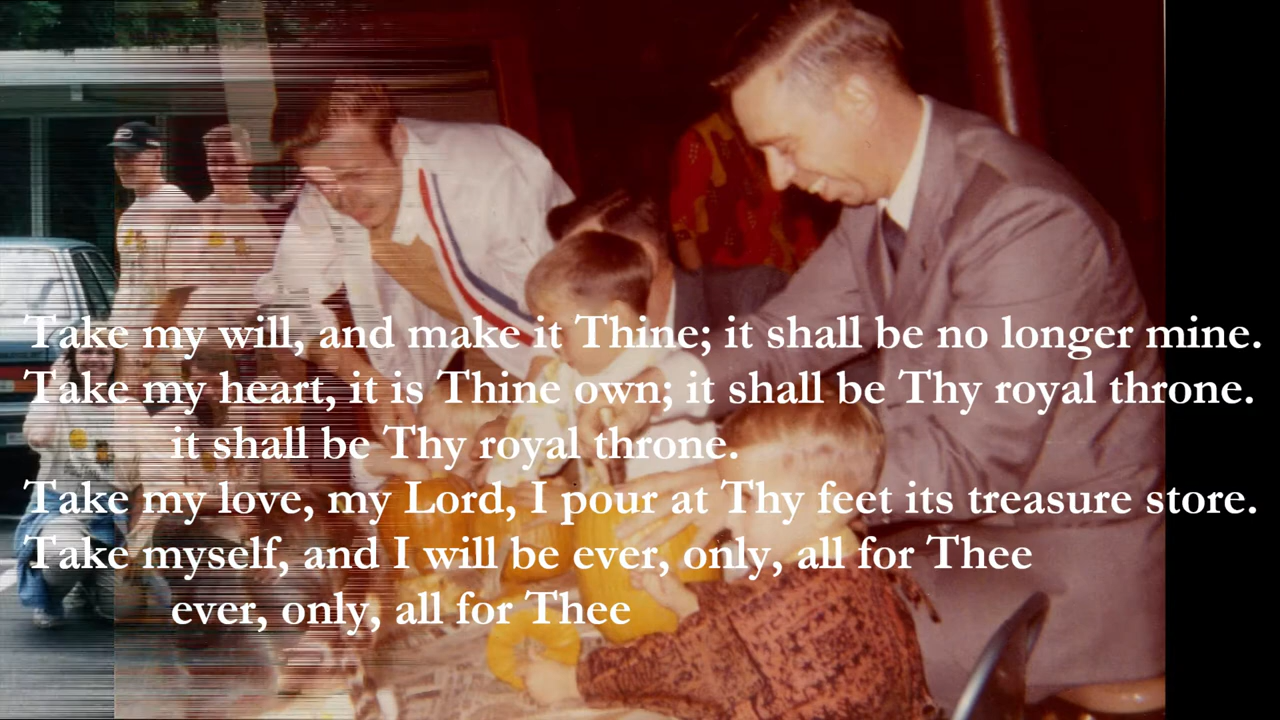 Take my will, and make it Thine; it shall be no longer mine.
Take my heart, it is Thine own; it shall be Thy royal throne.
it shall be Thy royal throne.
Take my love, my Lord, I pour at Thy feet its treasure store.
Take myself, and I will be ever, only, all for Thee
ever, only, all for Thee